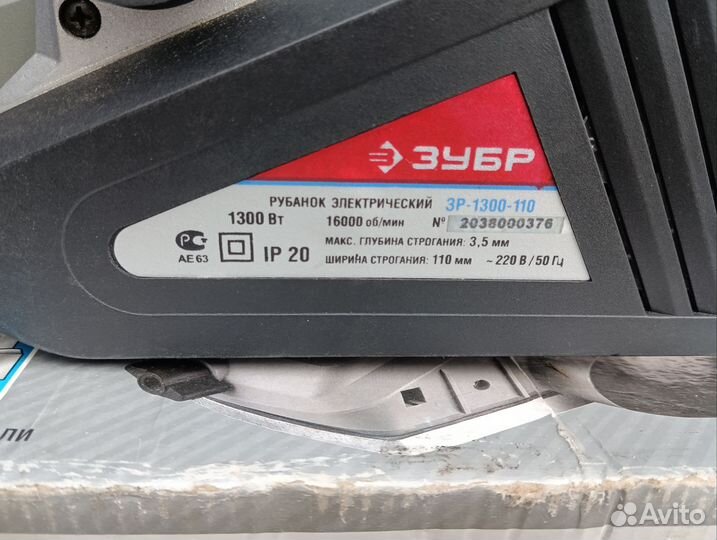 ЗУБР
РУБАНОК ЭЛЕКТРИЧЕСКИЙ ЗР-1300-110
1300 Вт 16000 об/мин № 2038000376
МАКС. ГЛУБИНА СТРОГАНИЯ: 3,5 мм
АЕ 63 IP 20 ШИРИНА СТРОГАНИЯ: 110 мм ~ 220 В / 50 Гц
ЛИ
Avito